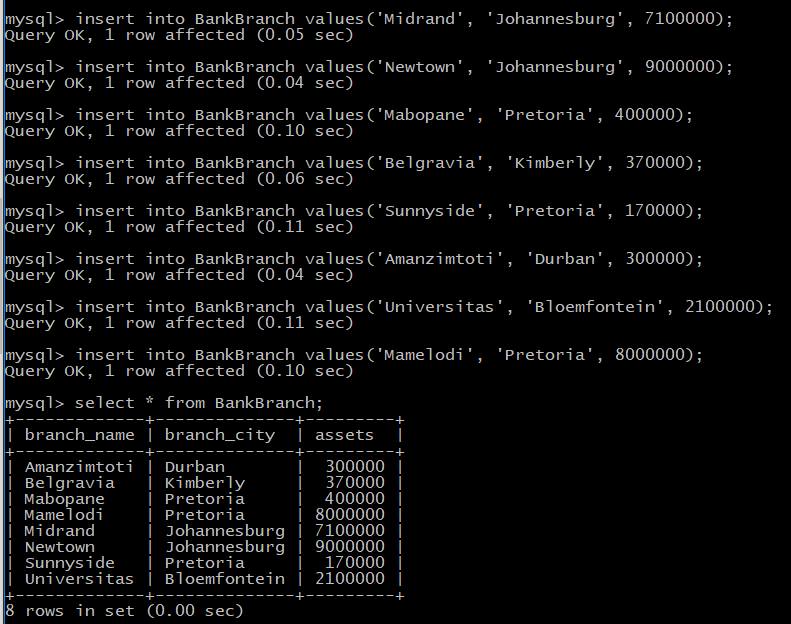 mysql> insert into BankBranch values('Midrand', 'Johannesburg', 7100000);
Query OK, 1 row affected (0.05 sec)
mysql> insert into BankBranch values('Newtown', 'Johannesburg', 9000000);
Query OK, 1 row affected (0.04 sec)
mysql> insert into BankBranch values('Mabopane', 'Pretoria', 400000);
Query OK, 1 row affected (0.10 sec)
mysql> insert into BankBranch values('Belgravia', 'Kimberly', 370000);
Query OK, 1 row affected (0.06 sec)
mysql> insert into BankBranch values('Sunnyside', 'Pretoria', 170000);
Query OK, 1 row affected (0.11 sec)
mysql> insert into BankBranch values('Amanzimtoti', 'Durban', 300000);
Query OK, 1 row affected (0.04 sec)
mysql> insert into BankBranch values('Universitas', 'Bloemfontein', 2100000);
Query OK, 1 row affected (0.11 sec)
mysql> insert into BankBranch values('Mamelodi', 'Pretoria', 8000000);
Query OK, 1 row affected (0.10 sec)
mysql> select * from BankBranch;
+-------------+--------------+---------+
| branch_name | branch_city  | assets  |
+-------------+--------------+---------+
| Amanzimtoti | Durban       |  300000 |
| Belgravia   | Kimberly     |  370000 |
| Mabopane    | Pretoria     |  400000 |
| Mamelodi    | Pretoria     | 8000000 |
| Midrand     | Johannesburg | 7100000 |
| Newtown     | Johannesburg | 9000000 |
| Sunnyside   | Pretoria     |  170000 |
| Universitas | Bloemfontein | 2100000 |
+-------------+--------------+---------+
8 rows in set (0.00 sec)